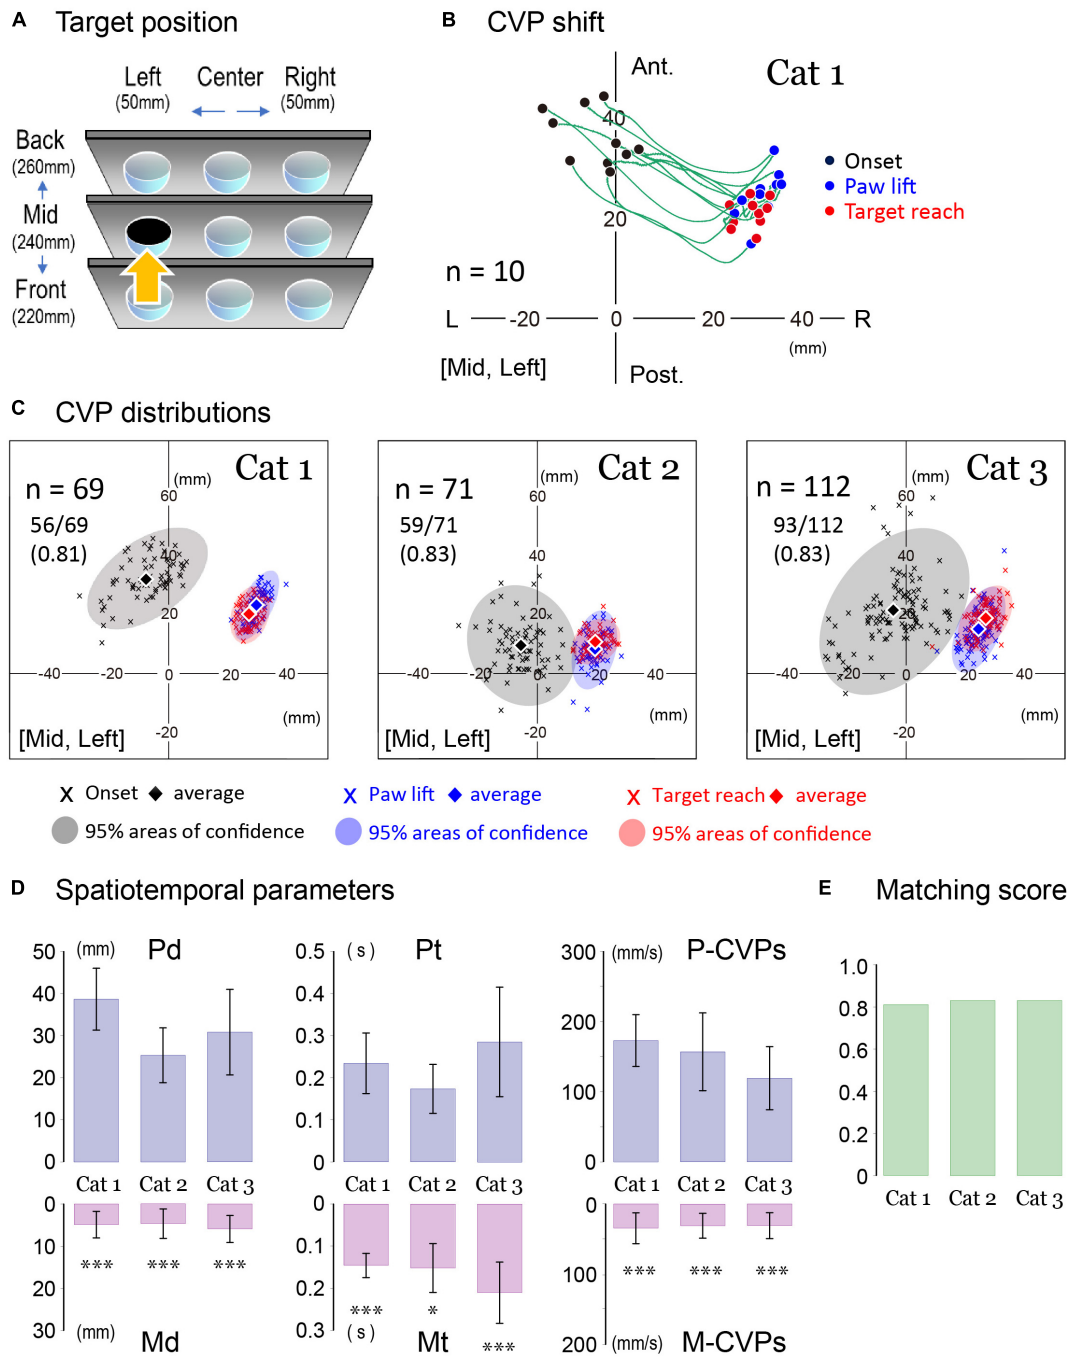 A Target position
Left Center Right
(50mm) (50mm)
Back
(260mm)
Mid
(240mm)
Front
(220mm)
B CVP shift
Ant.
Cat 1
40
Onset
Paw lift
Target reach
20
n = 10
L -20 0 20 40 R
(mm)
[Mid, Left]
Post.
C CVP distributions
Cat 1
(mm)
n = 69
60
56/69
(0.81)
40
20
-40 -20 0 20 40
(mm)
-20
[Mid, Left]
Cat 2
(mm)
n = 71
60
59/71
(0.83)
40
20
-40 -20 0 20 40
(mm)
-20
[Mid, Left]
Cat 3
(mm)
n = 112
60
93/112
(0.83)
40
20
-40 -20 0 20 40
(mm)
-20
[Mid, Left]
x Onset average
x Paw lift average
x Target reach average
95% areas of confidence
95% areas of confidence
95% areas of confidence
D Spatiotemporal parameters
50 (mm) Pd
40
30
20
10
0
Cat 1 Cat 2 Cat 3
0
10
*** *** ***
20
30 (mm) Md
0.5 (s) Pt
0.4
0.3
0.2
0.1
0
Cat 1 Cat 2 Cat 3
0
0.1
0.2
*** * ***
0.3 (s) Mt
300 (mm/s) P-CVPs
200
100
0
Cat 1 Cat 2 Cat 3
0
100 *** *** ***
200 (mm/s) M-CVPs
E Matching score
1.0
0.8
0.6
0.4
0.2
0
Cat 1 Cat 2 Cat 3